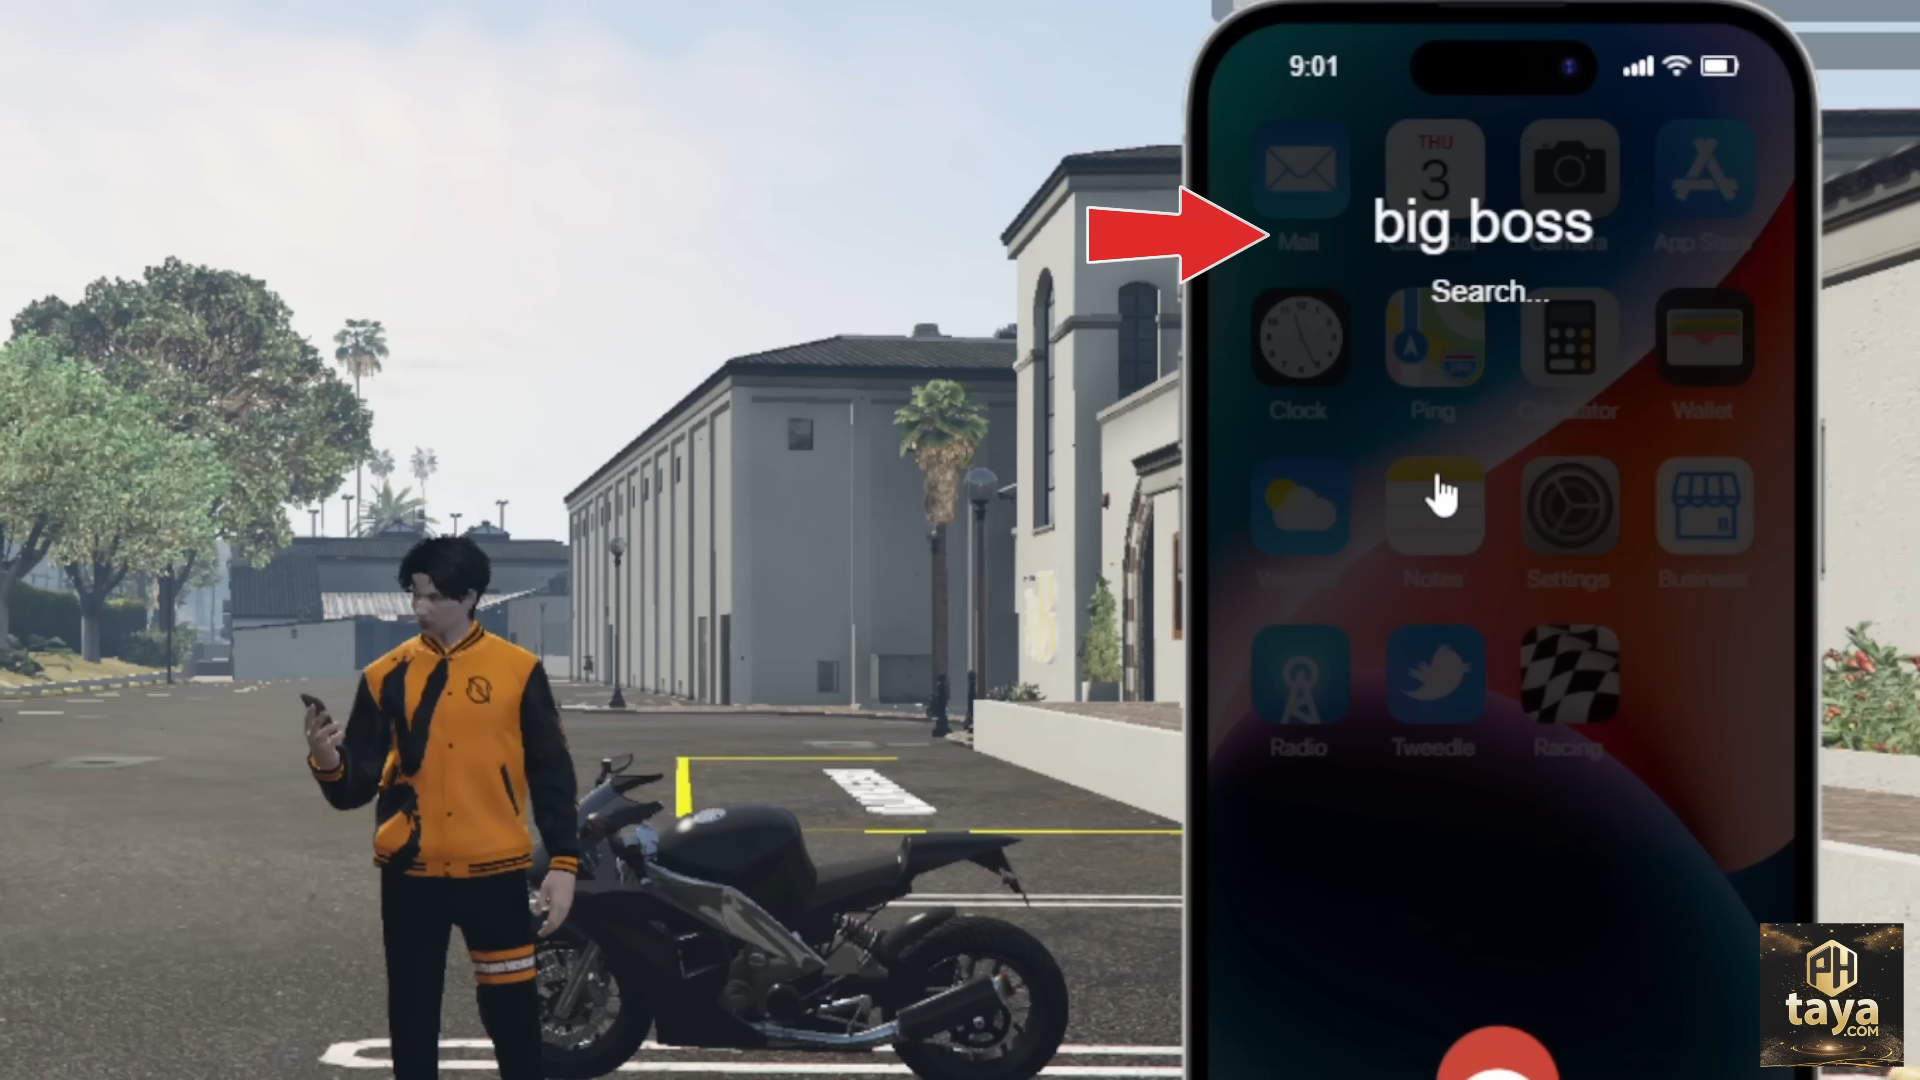 9:01
THU
3
big boss
Mail
Search...
Clock
Ping
Wallet
Notes
Settings
Business
Radio
Tweedle
Racing
PH
taya
.COM